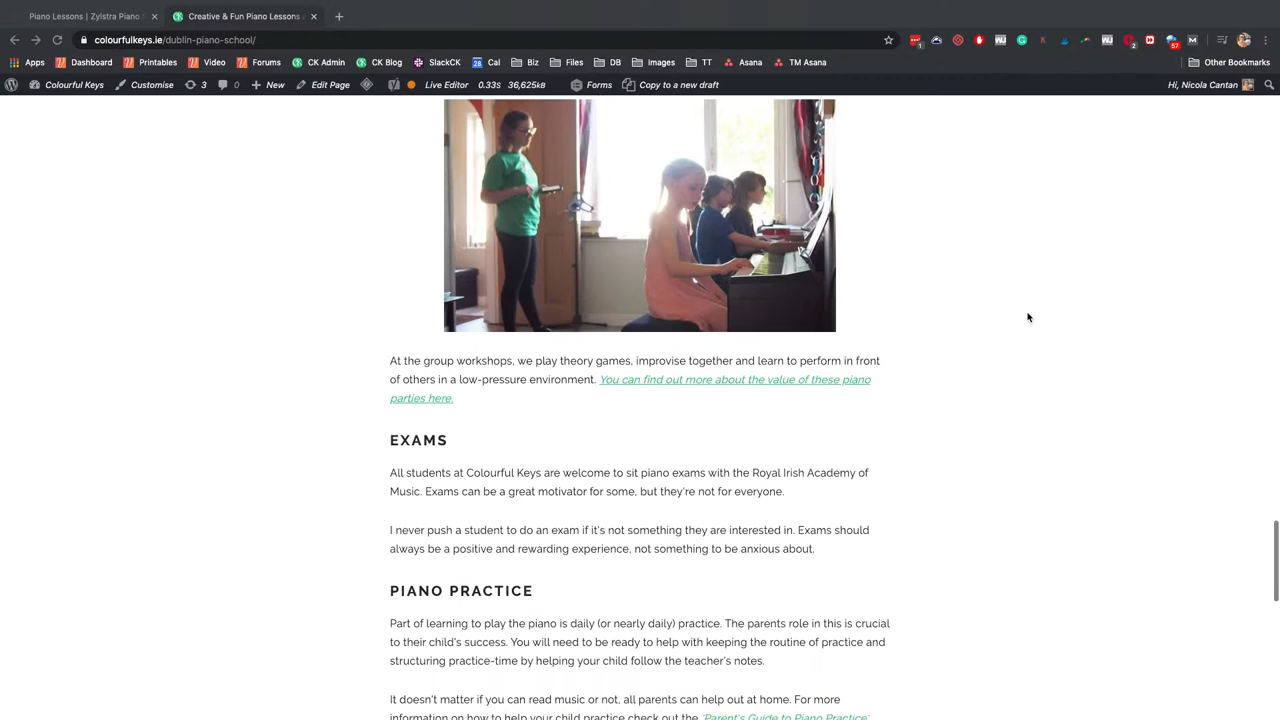 Piano Lessons | Zylstra Piano
Creative & Fun Piano Lessons
colourfulkeys.ie/dublin-piano-school/
Apps Dashboard Printables Video Forums CK Admin CK Blog SlackCK Cal Biz Files DB Images TT Asana TM Asana Other Bookmarks
Colourful Keys Customise 3 0 New Edit Page Live Editor 0.33s 36,625kB Forms Copy to a new draft Hi, Nicola Cantan
At the group workshops, we play theory games, improvise together and learn to perform in front
of others in a low-pressure environment. You can find out more about the value of these piano
parties here.
EXAMS
All students at Colourful Keys are welcome to sit piano exams with the Royal Irish Academy of
Music. Exams can be a great motivator for some, but they're not for everyone.
I never push a student to do an exam if it's not something they are interested in. Exams should
always be a positive and rewarding experience, not something to be anxious about.
PIANO PRACTICE
Part of learning to play the piano is daily (or nearly daily) practice. The parents role in this is crucial
to their child's success. You will need to be ready to help with keeping the routine of practice and
structuring practice-time by helping your child follow the teacher's notes.
It doesn't matter if you can read music or not, all parents can help out at home. For more
information on how to help your child practice check out the 'Parent's Guide to Piano Practice'